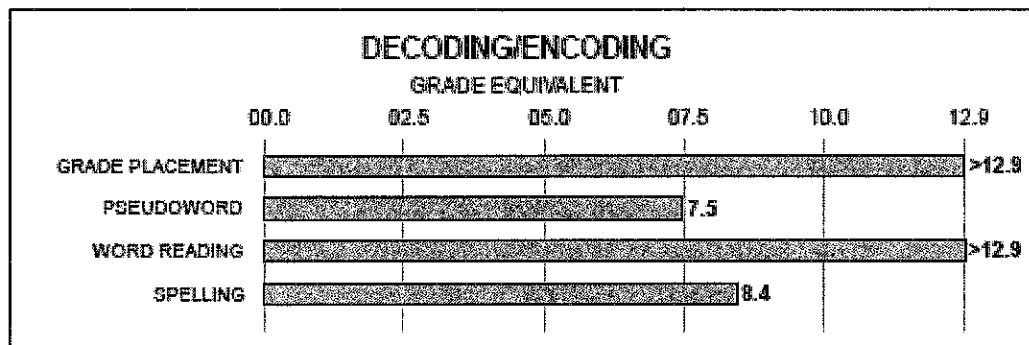 DECODING/ENCODING
GRADE EQUIVALENT
00.0 02.5 05.0 07.5 10.0 12.9
GRADE PLACEMENT >12.9
PSEUDOWORD 7.5
WORD READING >12.9
SPELLING 8.4